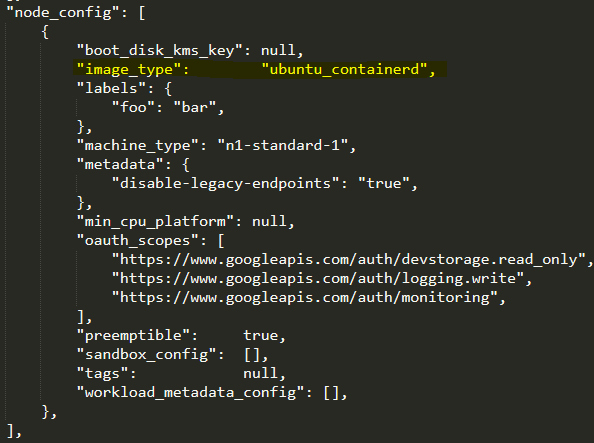 "node_config": [
{
"boot_disk_kms_key": null,
"image_type": "ubuntu_containerd",
"labels": {
"foo": "bar",
},
"machine_type": "n1-standard-1",
"metadata": {
"disable-legacy-endpoints": "true",
},
"min_cpu_platform": null,
"oauth_scopes": [
"https://www.googleapis.com/auth/devstorage.read_only",
"https://www.googleapis.com/auth/logging.write",
"https://www.googleapis.com/auth/monitoring",
],
"preemptible": true,
"sandbox_config": [],
"tags": null,
"workload_metadata_config": [],
},
],